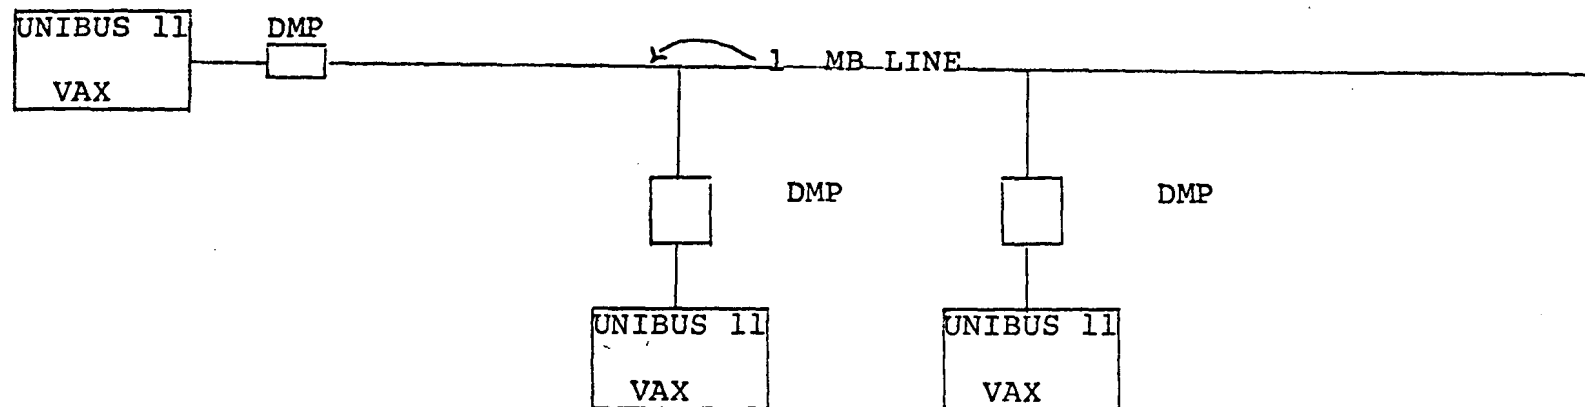 UNIBUS 11
VAX
DMP
1 MB LINE
DMP
DMP
UNIBUS 11
VAX
UNIBUS 11
VAX